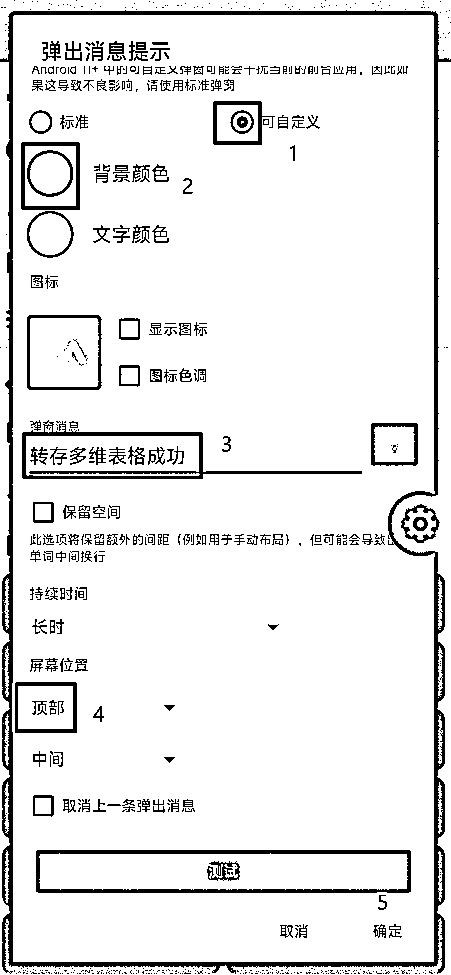 弹出消息提示
Android 11+ 中的可自定义弹窗可能会干扰当前的前台应用，因此如
果这导致不良影响，请使用标准弹窗
标准
可自定义
1
背景颜色
2
文字颜色
图标
显示图标
图标色调
弹窗消息
转存多维表格成功
3
保留空间
此选项将保留额外的间距（例如用于手动布局），但可能会导致
单词中间换行
持续时间
长时
屏幕位置
顶部
4
中间
取消上一条弹出消息
测试
5
取消
确定